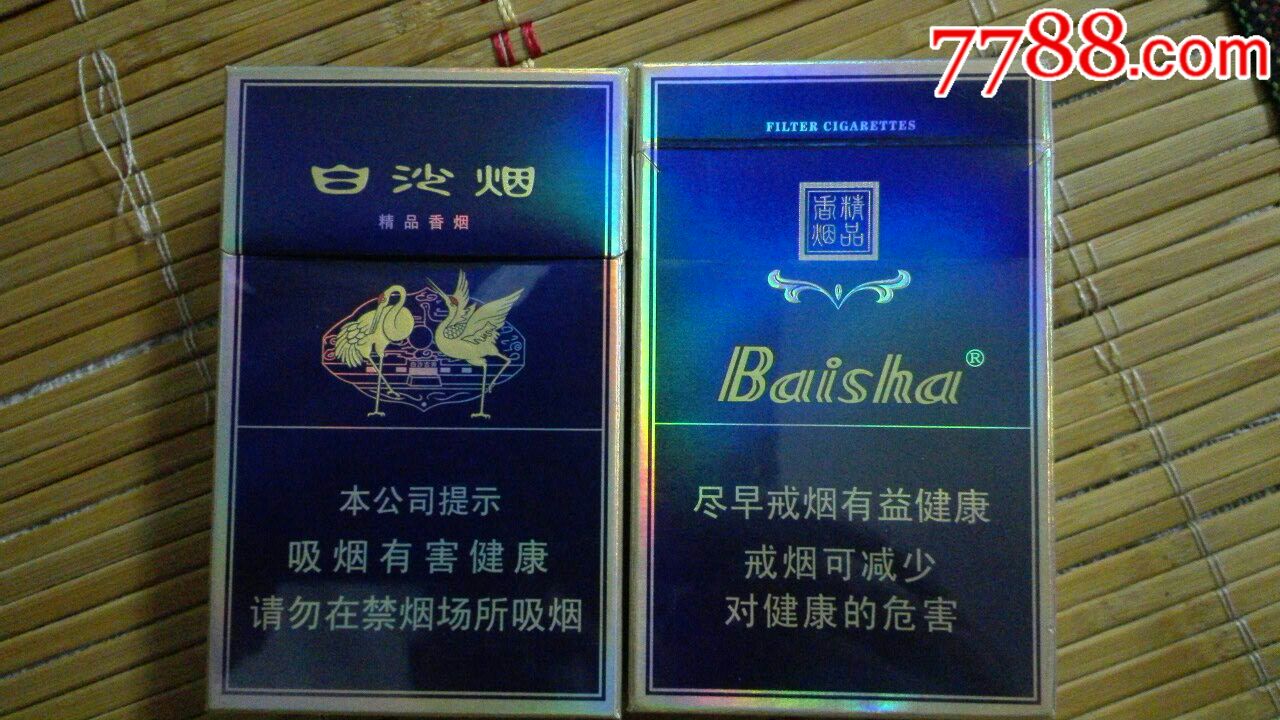 7788.com
白沙烟
精品香烟
本公司提示
吸烟有害健康
请勿在禁烟场所吸烟
FILTER CIGARETTES
精品
香烟
Baisha®
尽早戒烟有益健康
戒烟可减少
对健康的危害